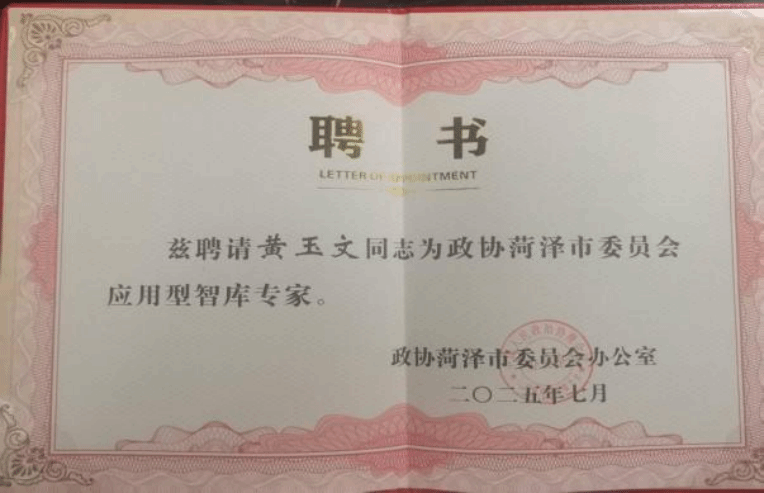 聘 书
LETTER OF APPOINTMENT
兹聘请黄玉文同志为政协菏泽市委员会
应用型智库专家。
政协菏泽市委员会办公室
二〇二五年七月